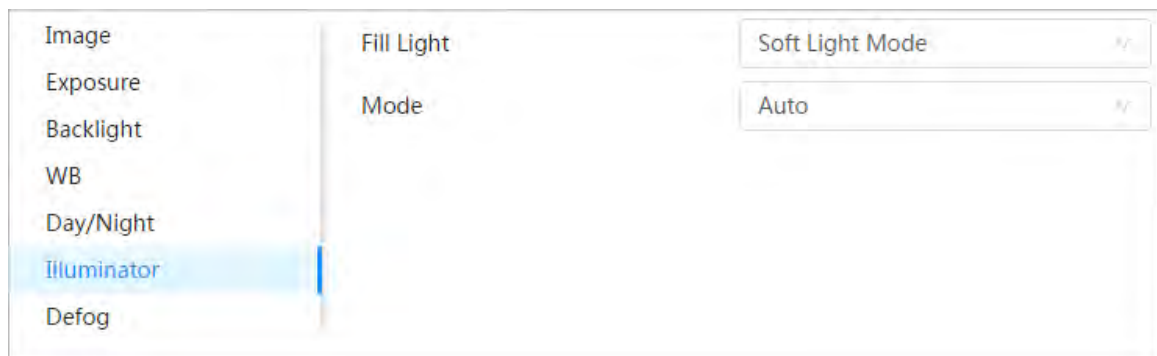 Image
Exposure
Backlight
WB
Day/Night
Illuminator
Defog
Fill Light
Soft Light Mode
Mode
Auto